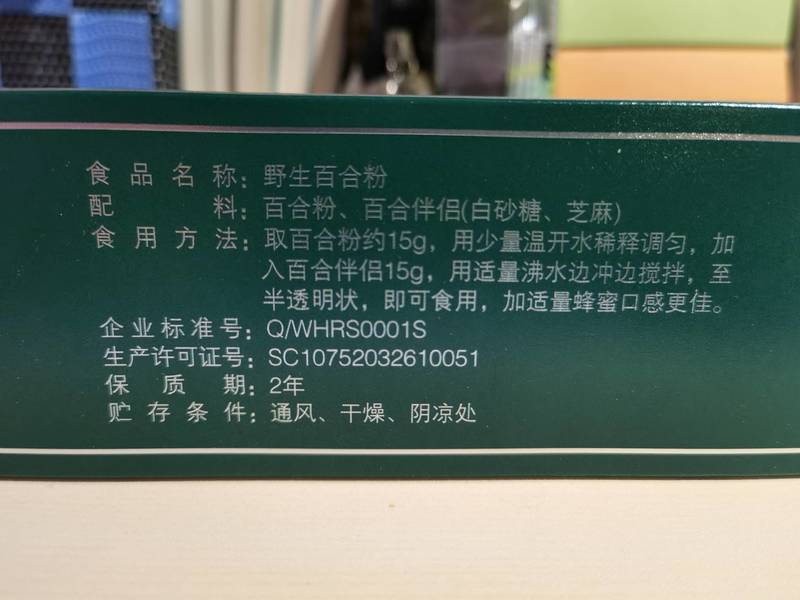 食品名称：野生百合粉
配料：百合粉、百合伴侣(白砂糖、芝麻)
食用方法：取百合粉约15g，用少量温开水稀释调匀，加
入百合伴侣15g，用适量沸水边冲边搅拌，至
半透明状，即可食用，加适量蜂蜜口感更佳。
企业标准号：Q/WHRS0001S
生产许可证号：SC10752032610051
保质期：2年
贮存条件：通风、干燥、阴凉处